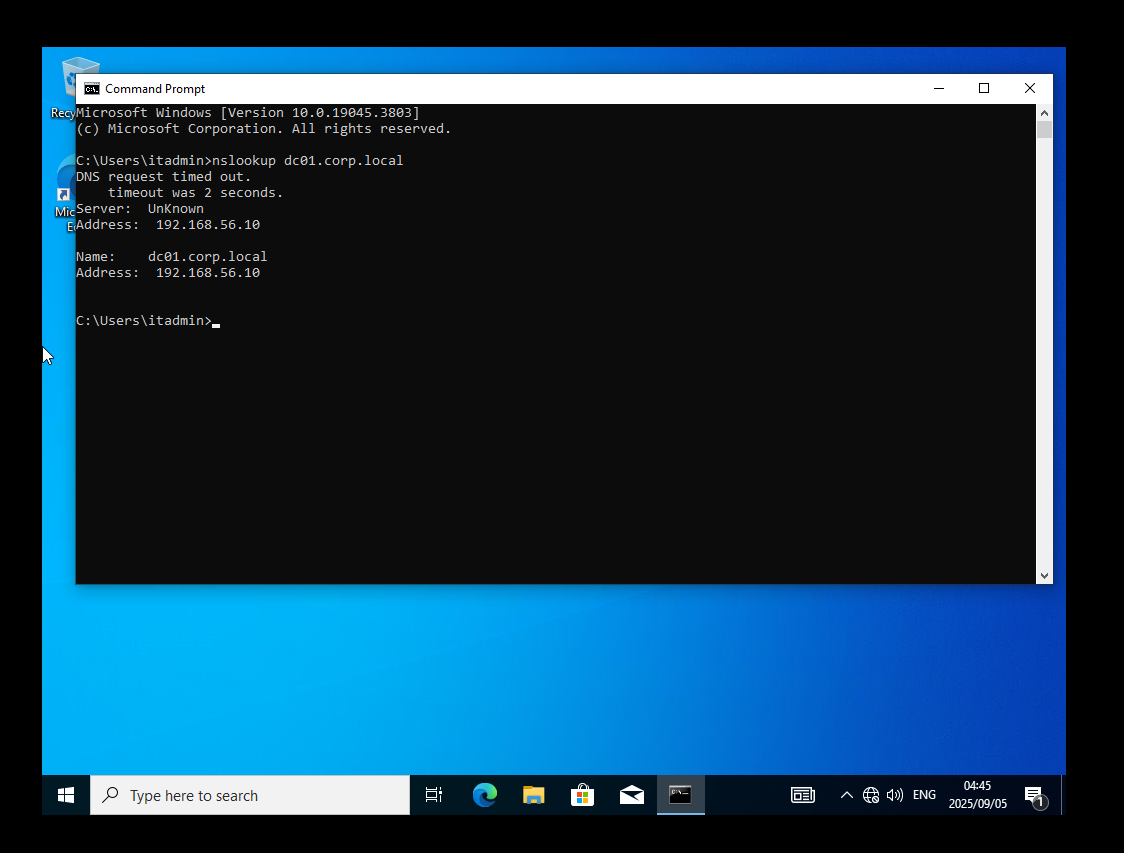 Command Prompt
Microsoft Windows [Version 10.0.19045.3803]
(c) Microsoft Corporation. All rights reserved.
C:\Users\itadmin>nslookup dc01.corp.local
DNS request timed out.
    timeout was 2 seconds.
Server:  UnKnown
Address:  192.168.56.10
Name:    dc01.corp.local
Address:  192.168.56.10
C:\Users\itadmin>
Recy
Mic
E
Type here to search
ENG
04:45
2025/09/05
1